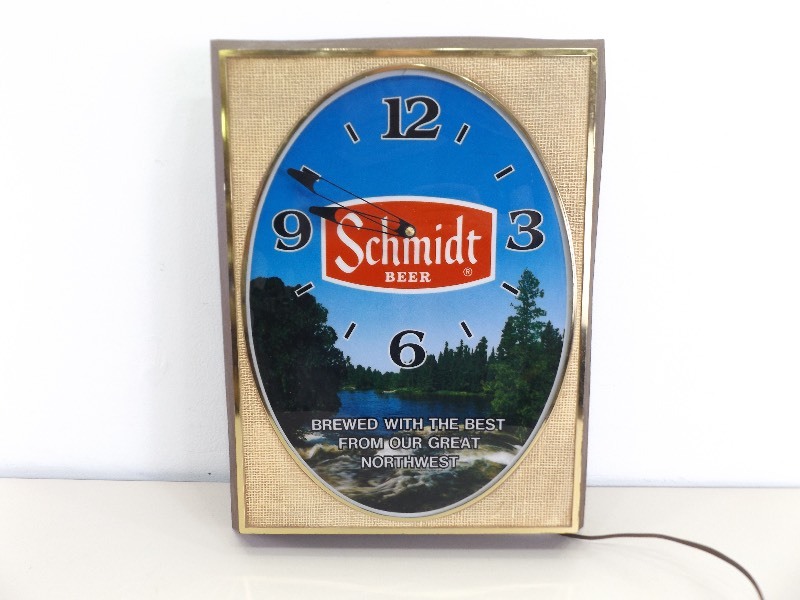 12
9
3
Schmidt
BEER ®
6
BREWED WITH THE BEST
FROM OUR GREAT
NORTHWEST